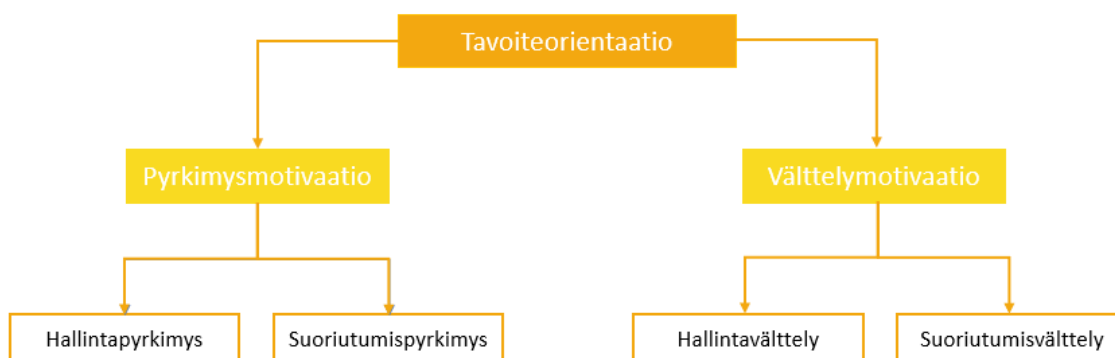 Tavoiteorientaatio
Pyrkimysmotivaatio
Välttelymotivaatio
Hallintapyrkimys
Suoriutumispyrkimys
Hallintavälttely
Suoriutumisvälttely